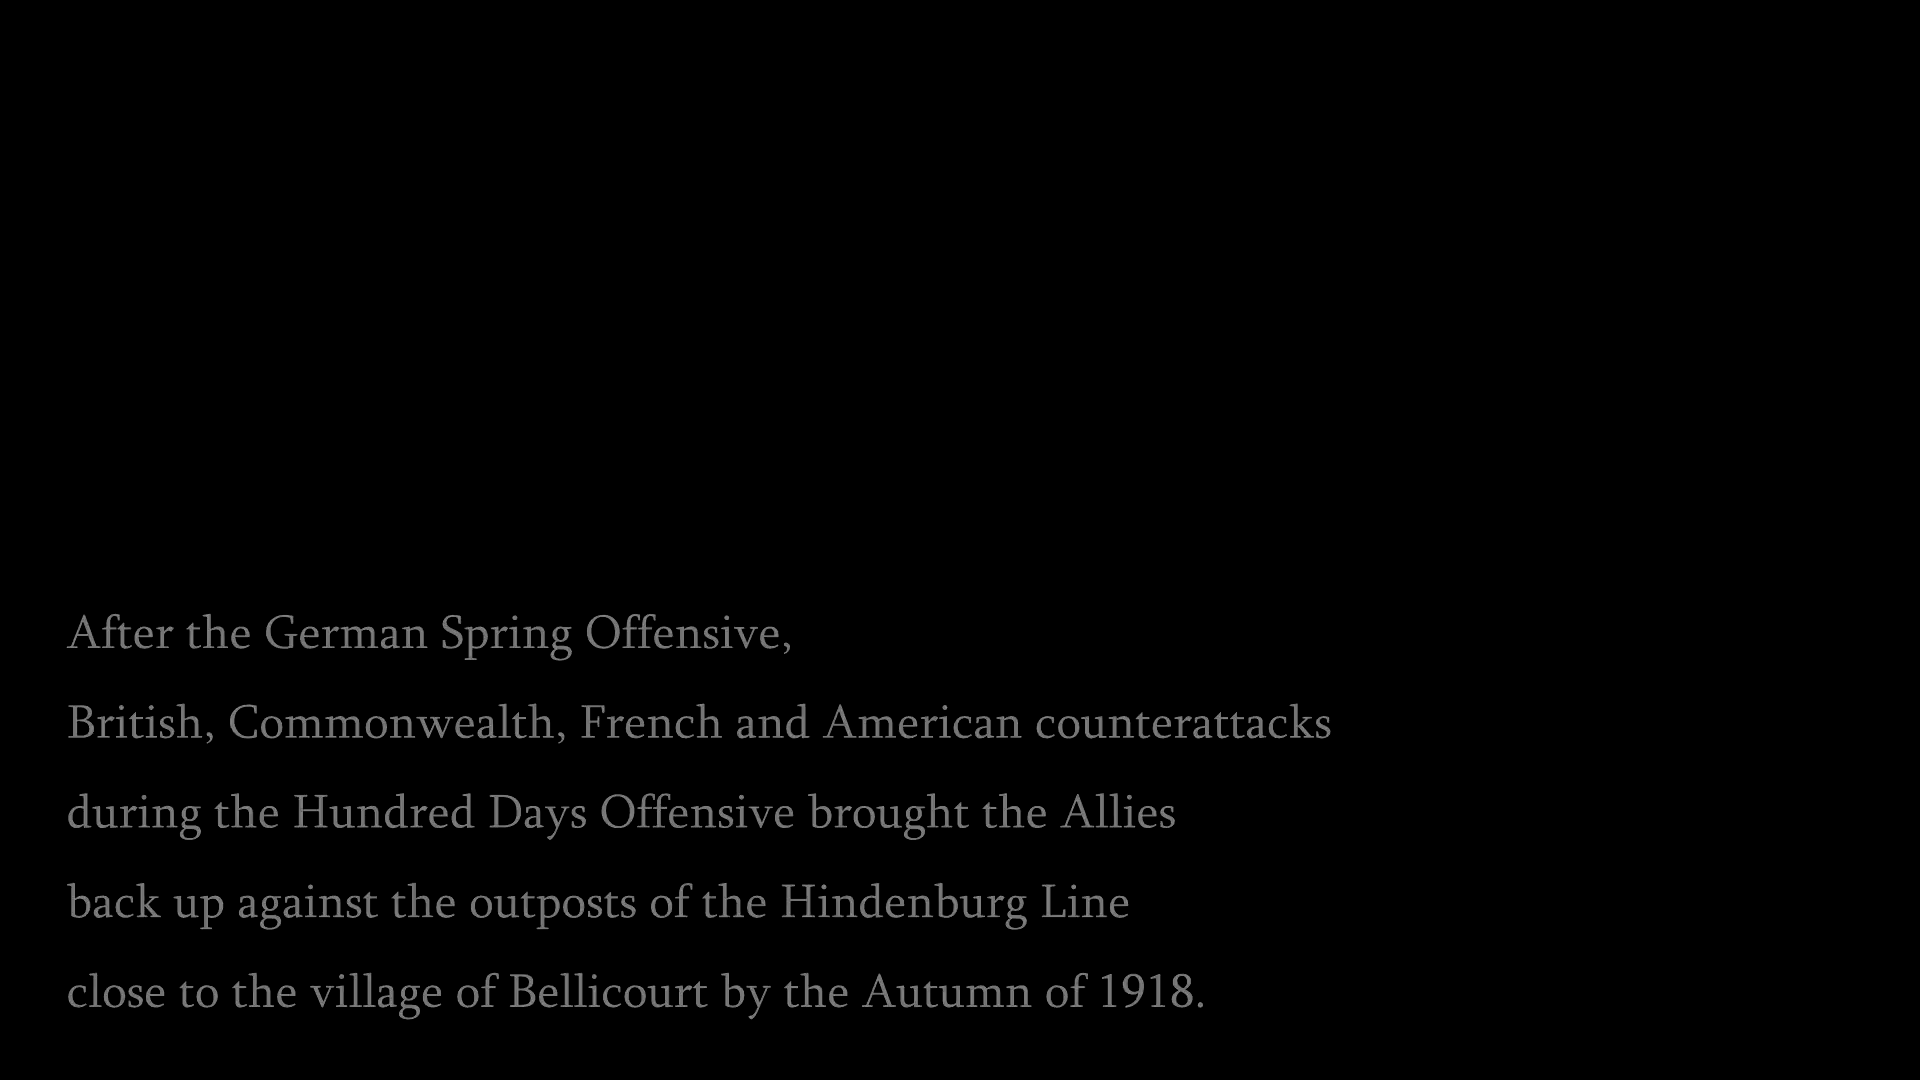 After the German Spring Offensive,
British, Commonwealth, French and American counterattacks
during the Hundred Days Offensive brought the Allies
back up against the outposts of the Hindenburg Line
close to the village of Bellicourt by the Autumn of 1918.